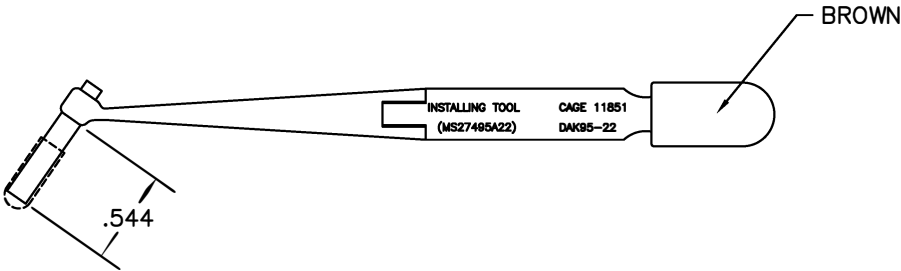 BROWN
INSTALLING TOOL CAGE 11851
(MS27495A22) DAK95-22
.544